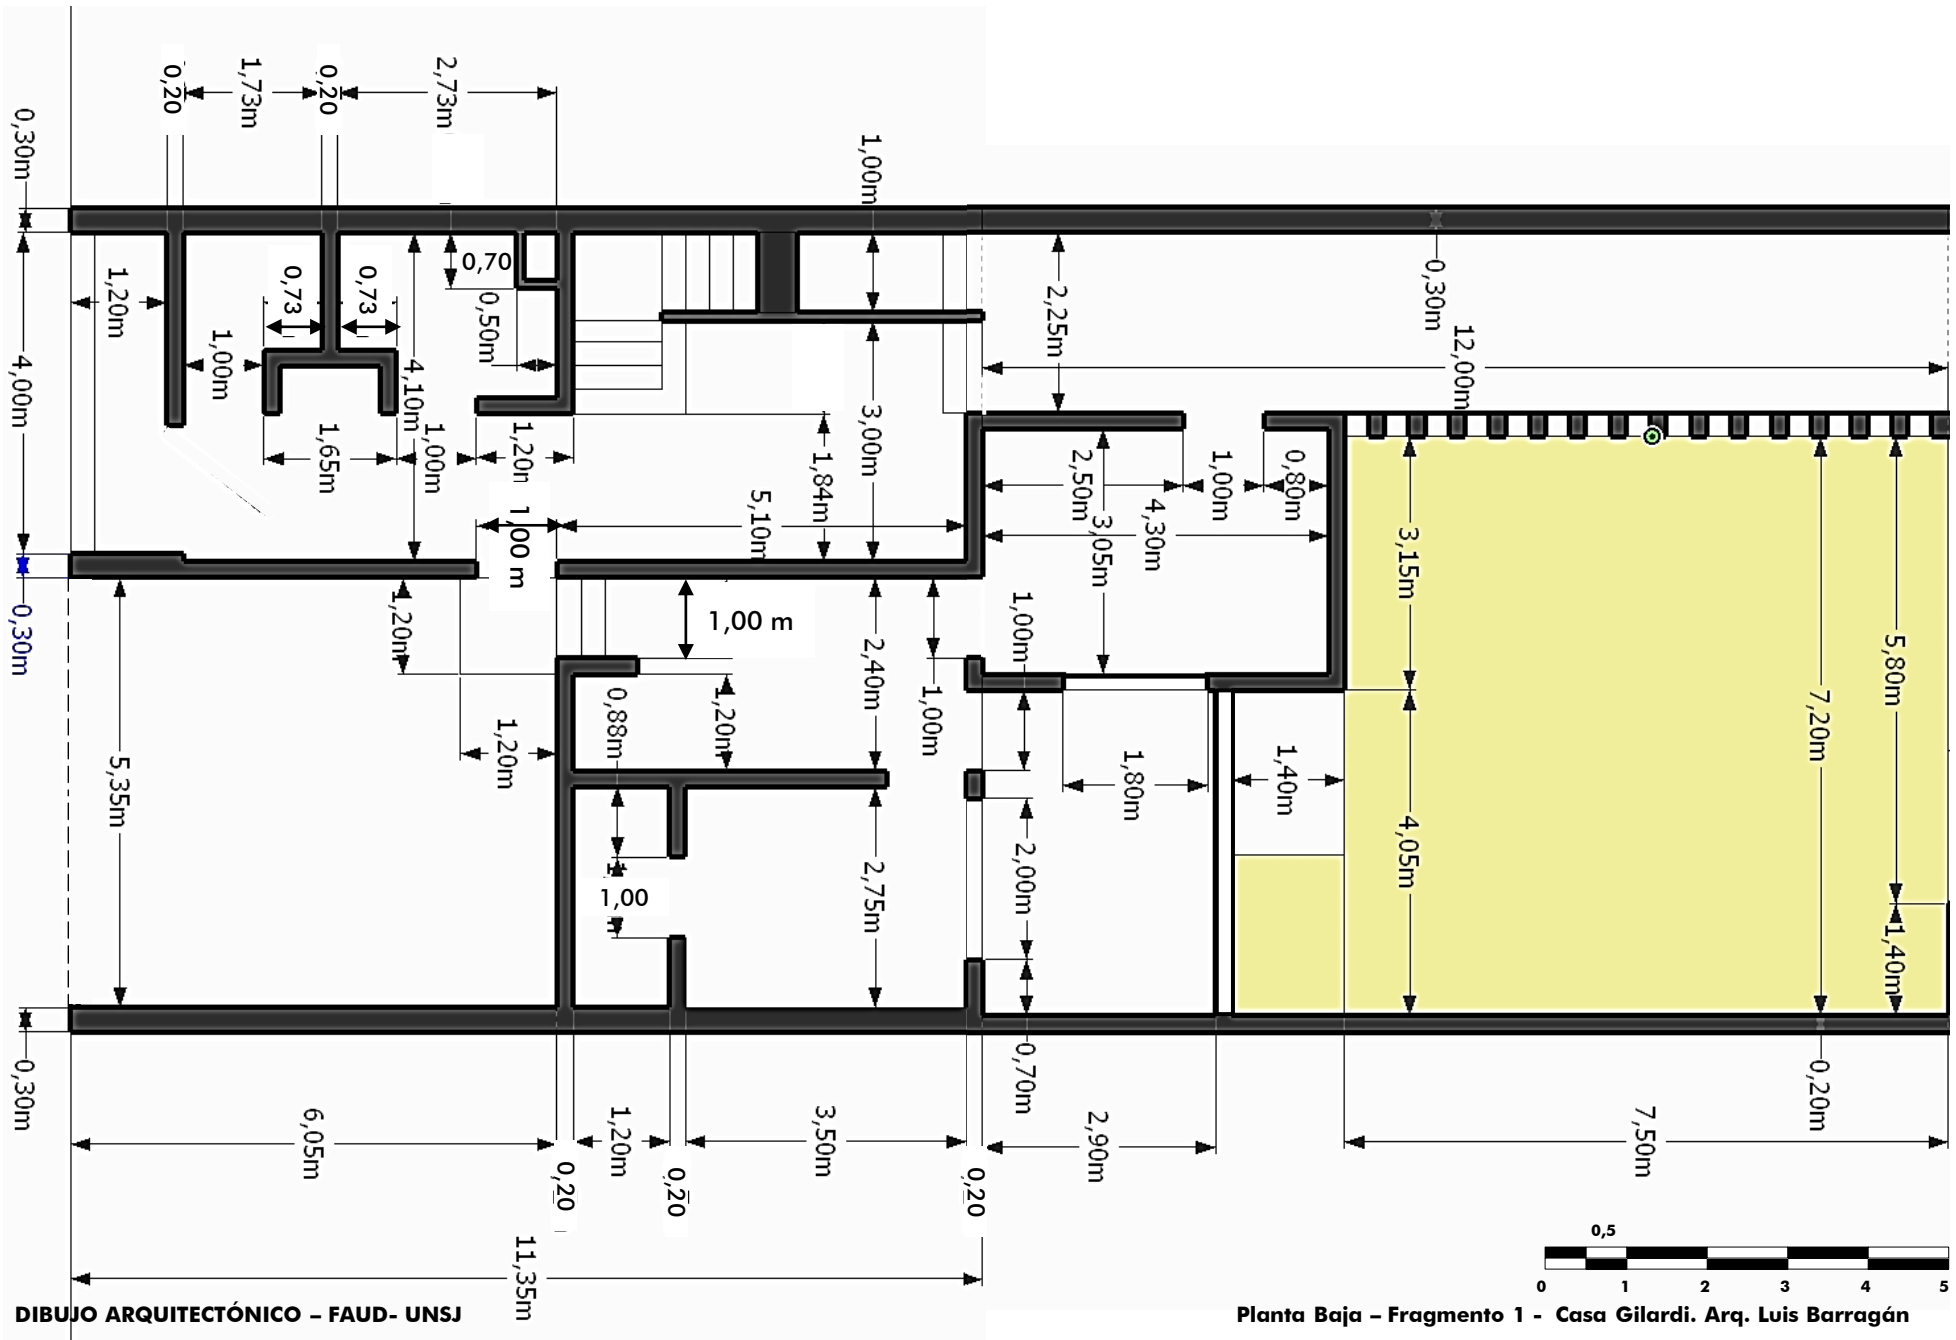 0,20
1,73m
0,20
2,73m
0,30m
1,00m
1,20m
0,73
0,73
0,70
0,50m
2,25m
0,30m
12,00m
4,00m
1,00m
4,10m
3,00m
1,65m
1,00m
1,20m
1,84m
5,10m
2,50m
1,00m
0,80m
3,05m
4,30m
3,15m
1,00 m
0,30m
1,20m
1,00 m
2,40m
1,00m
5,80m
7,20m
0,88m
1,20m
1,00m
1,20m
5,35m
1,80m
1,40m
4,05m
1,00
2,75m
2,00m
1,40m
0,30m
0,70m
0,20m
6,05m
1,20m
3,50m
2,90m
7,50m
0,20
0,20
0,20
11,35m
0,5
0 1 2 3 4 5
DIBUJO ARQUITECTÓNICO – FAUD- UNSJ
Planta Baja – Fragmento 1 - Casa Gilardi. Arq. Luis Barragán